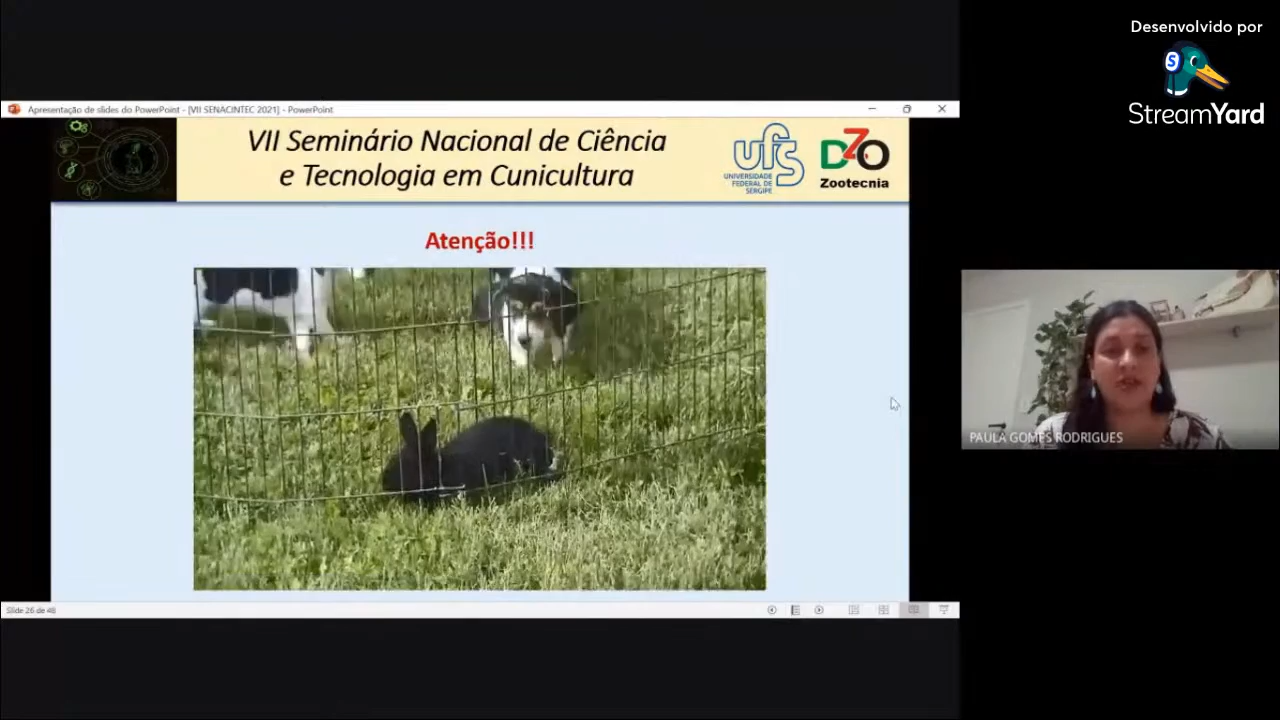 Desenvolvido por
StreamYard
Apresentação de slides do PowerPoint - [VII SENACINTEC 2021] - PowerPoint
VII Seminário Nacional de Ciência
e Tecnologia em Cunicultura
ufs
UNIVERSIDADE
FEDERAL DE
SERGIPE
DZO
Zootecnia
Atenção!!!
PAULA GOMES RODRIGUES
Slide 26 de 48